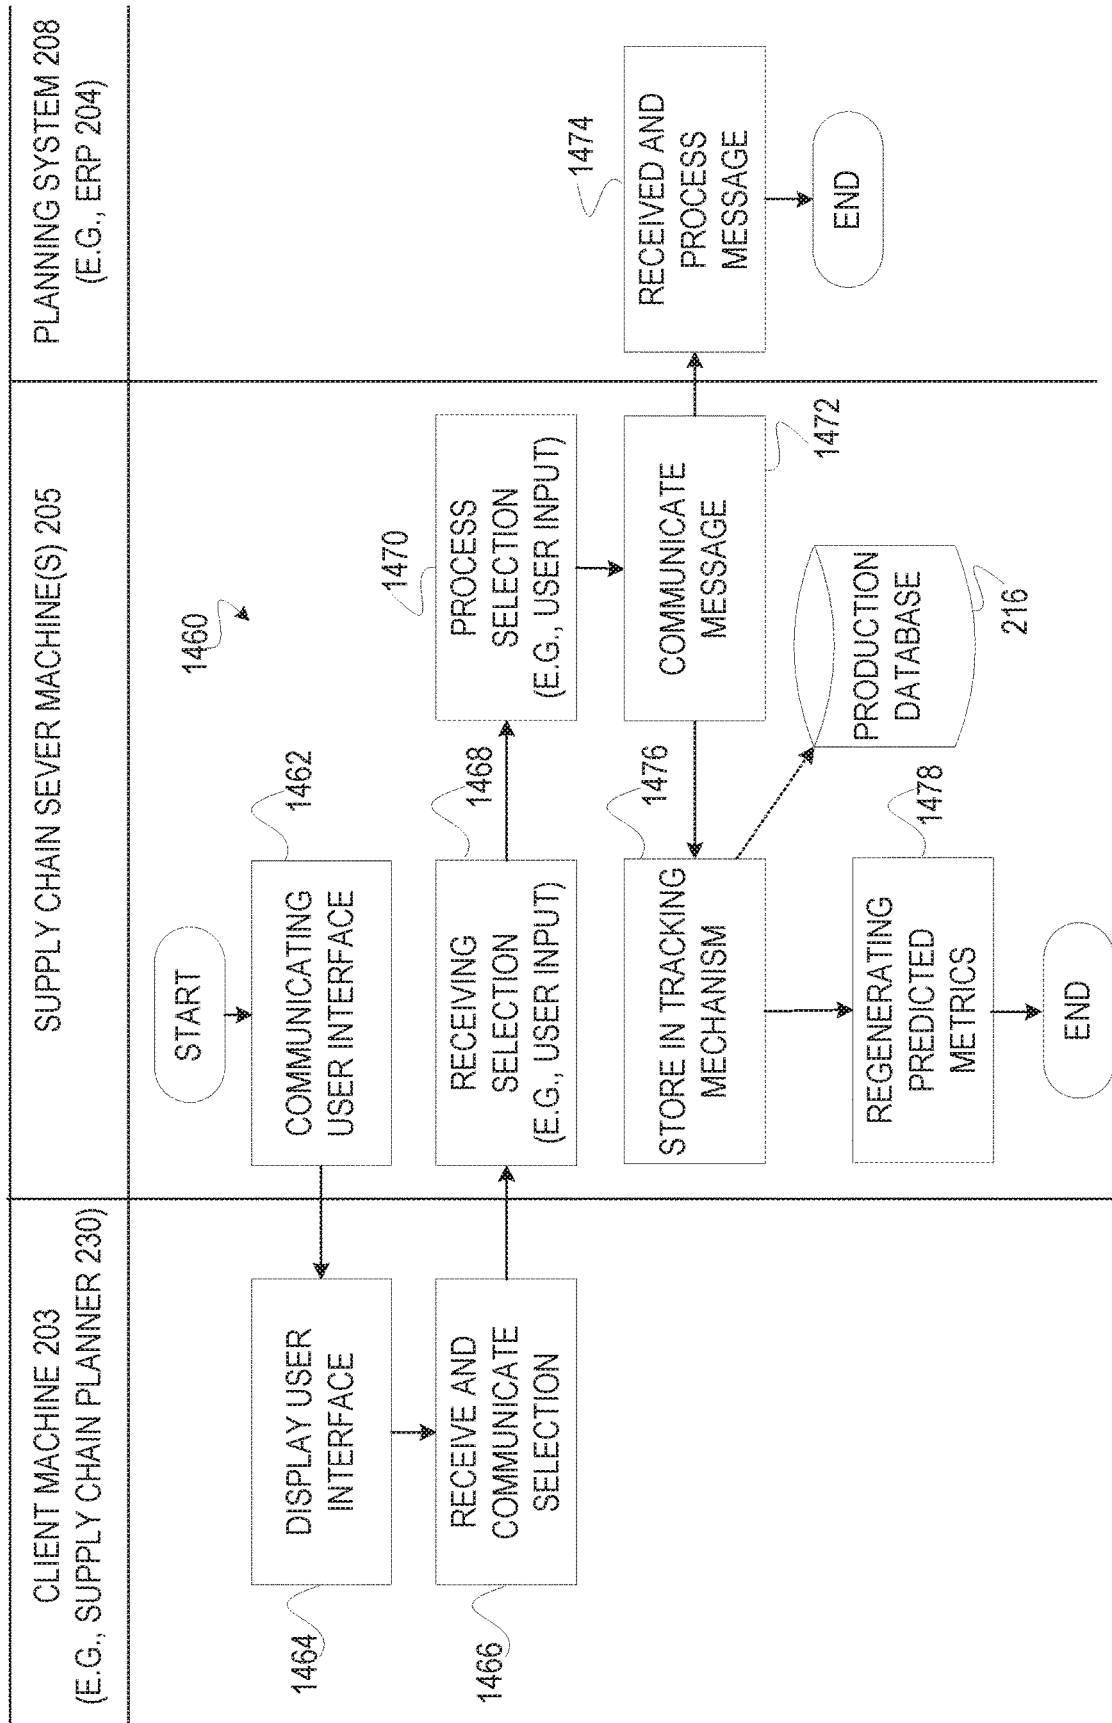 CLIENT MACHINE 203
(E.G., SUPPLY CHAIN PLANNER 230)
SUPPLY CHAIN SEVER MACHINE(S) 205
PLANNING SYSTEM 208
(E.G., ERP 204)
START
1460
COMMUNICATING
USER INTERFACE
1462
DISPLAY USER
INTERFACE
1464
RECEIVE AND
COMMUNICATE
SELECTION
1466
RECEIVING
SELECTION
(E.G., USER INPUT)
1468
PROCESS
SELECTION
(E.G., USER INPUT)
1470
COMMUNICATE
MESSAGE
1472
RECEIVED AND
PROCESS
MESSAGE
1474
END
STORE IN TRACKING
MECHANISM
1476
PRODUCTION
DATABASE
216
REGENERATING
PREDICTED
METRICS
1478
END